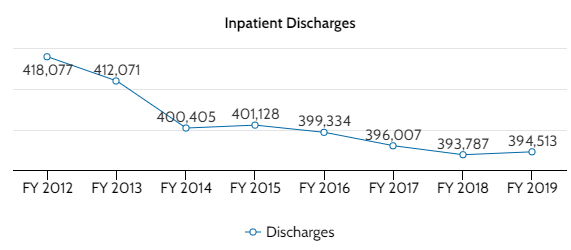 Inpatient Discharges
418,077
412,071
400,405
401,128
399,334
396,007
393,787
394,513
FY 2012 FY 2013 FY 2014 FY 2015 FY 2016 FY 2017 FY 2018 FY 2019
Discharges